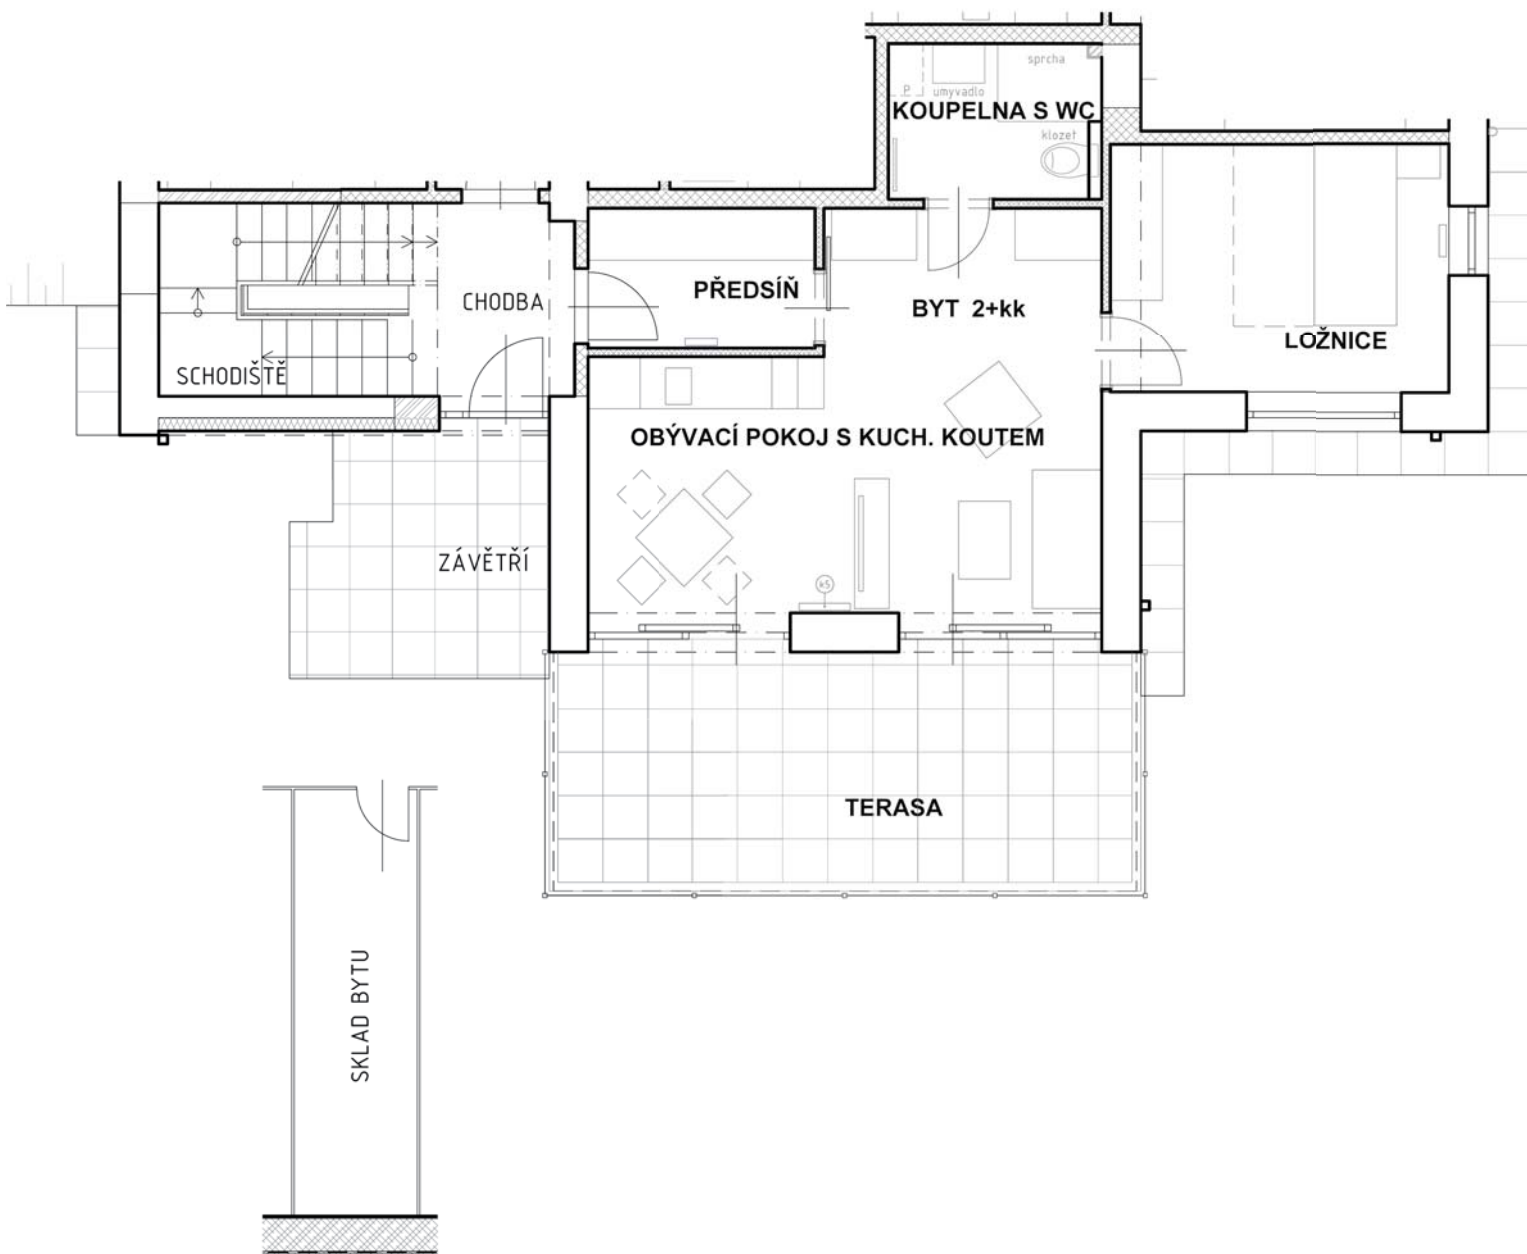 sprcha
P
umyvadlo
KOUPELNA S WC
klozet
PŘEDSÍŇ
CHODBA
BYT 2+kk
LOŽNICE
SCHODIŠTĚ
OBÝVACÍ POKOJ S KUCH. KOUTEM
ZÁVĚTŘÍ
k5
TERASA
SKLAD BYTU